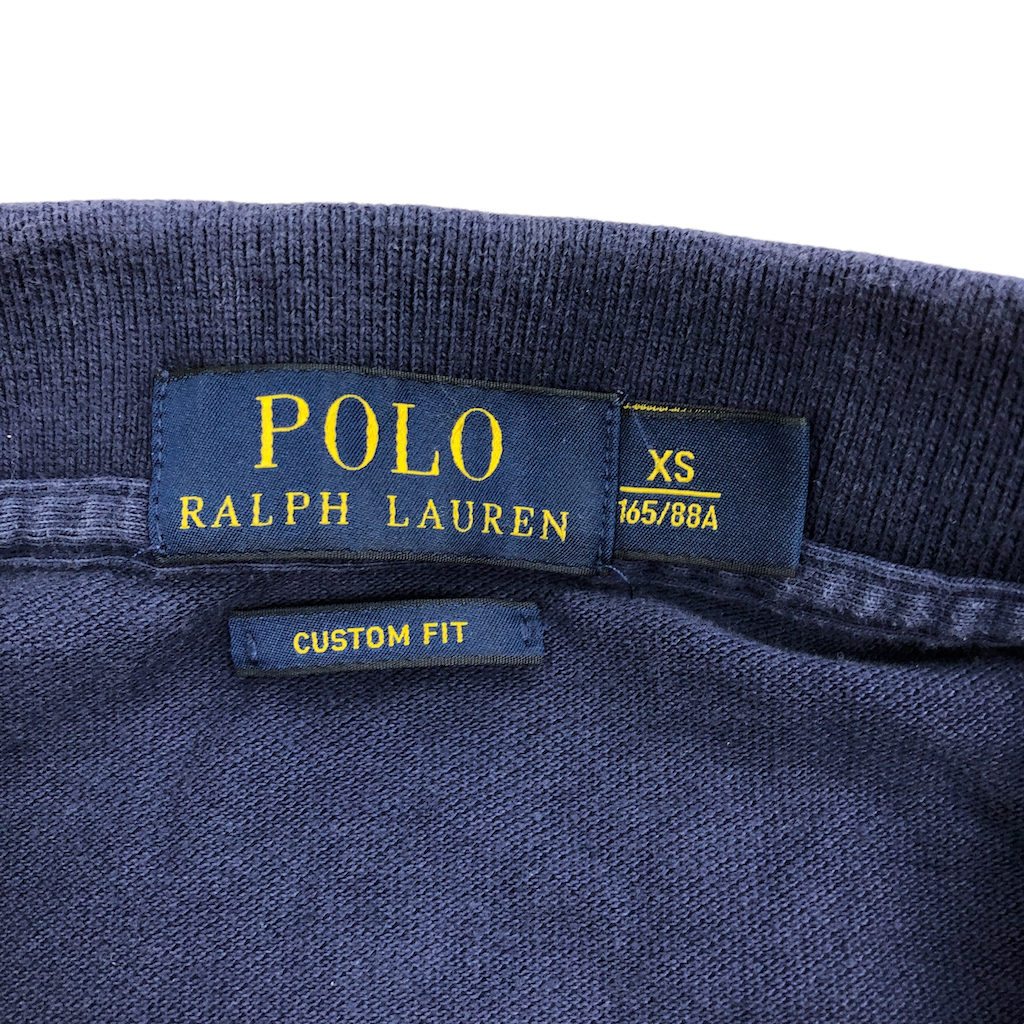 POLO
RALPH LAUREN
XS
165/88A
CUSTOM FIT